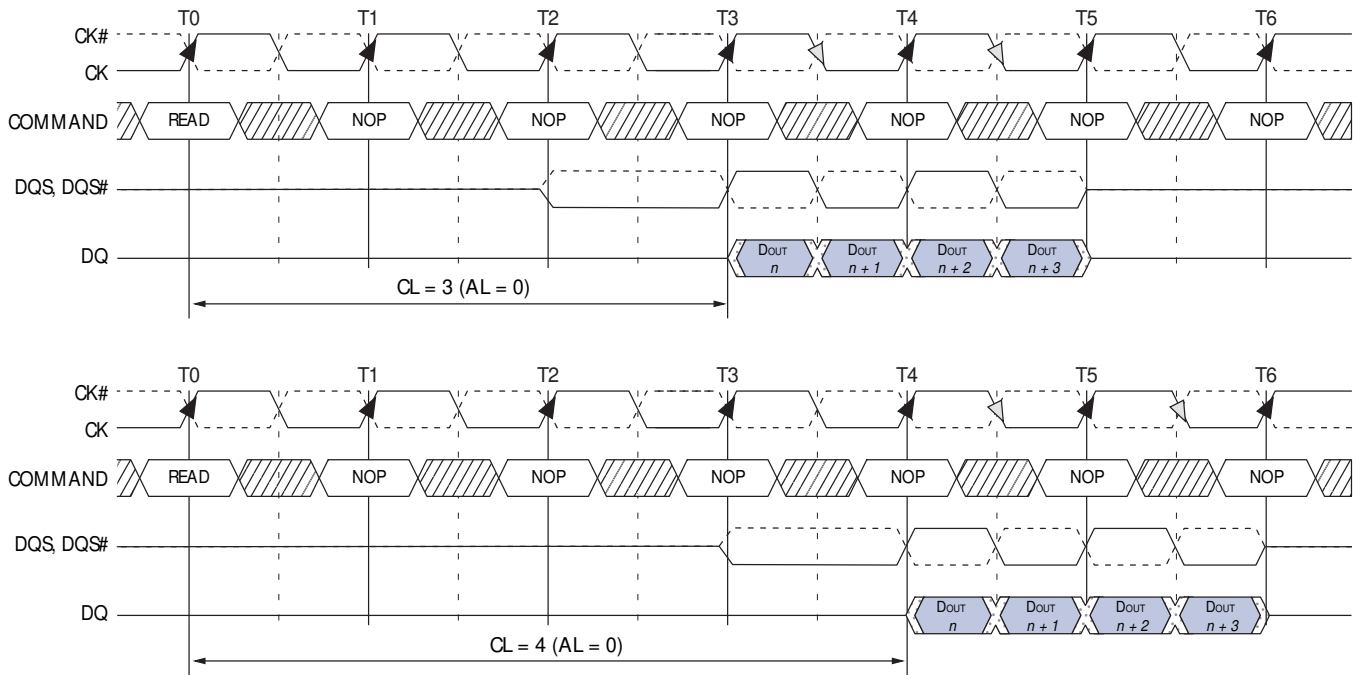 T0 T1 T2 T3 T4 T5 T6
CK#
CK
COMMAND READ NOP NOP NOP NOP NOP NOP
DQS, DQS#
DQ DOUT n DOUT n + 1 DOUT n + 2 DOUT n + 3
CL = 3 (AL = 0)
T0 T1 T2 T3 T4 T5 T6
CK#
CK
COMMAND READ NOP NOP NOP NOP NOP NOP
DQS, DQS#
DQ DOUT n DOUT n + 1 DOUT n + 2 DOUT n + 3
CL = 4 (AL = 0)